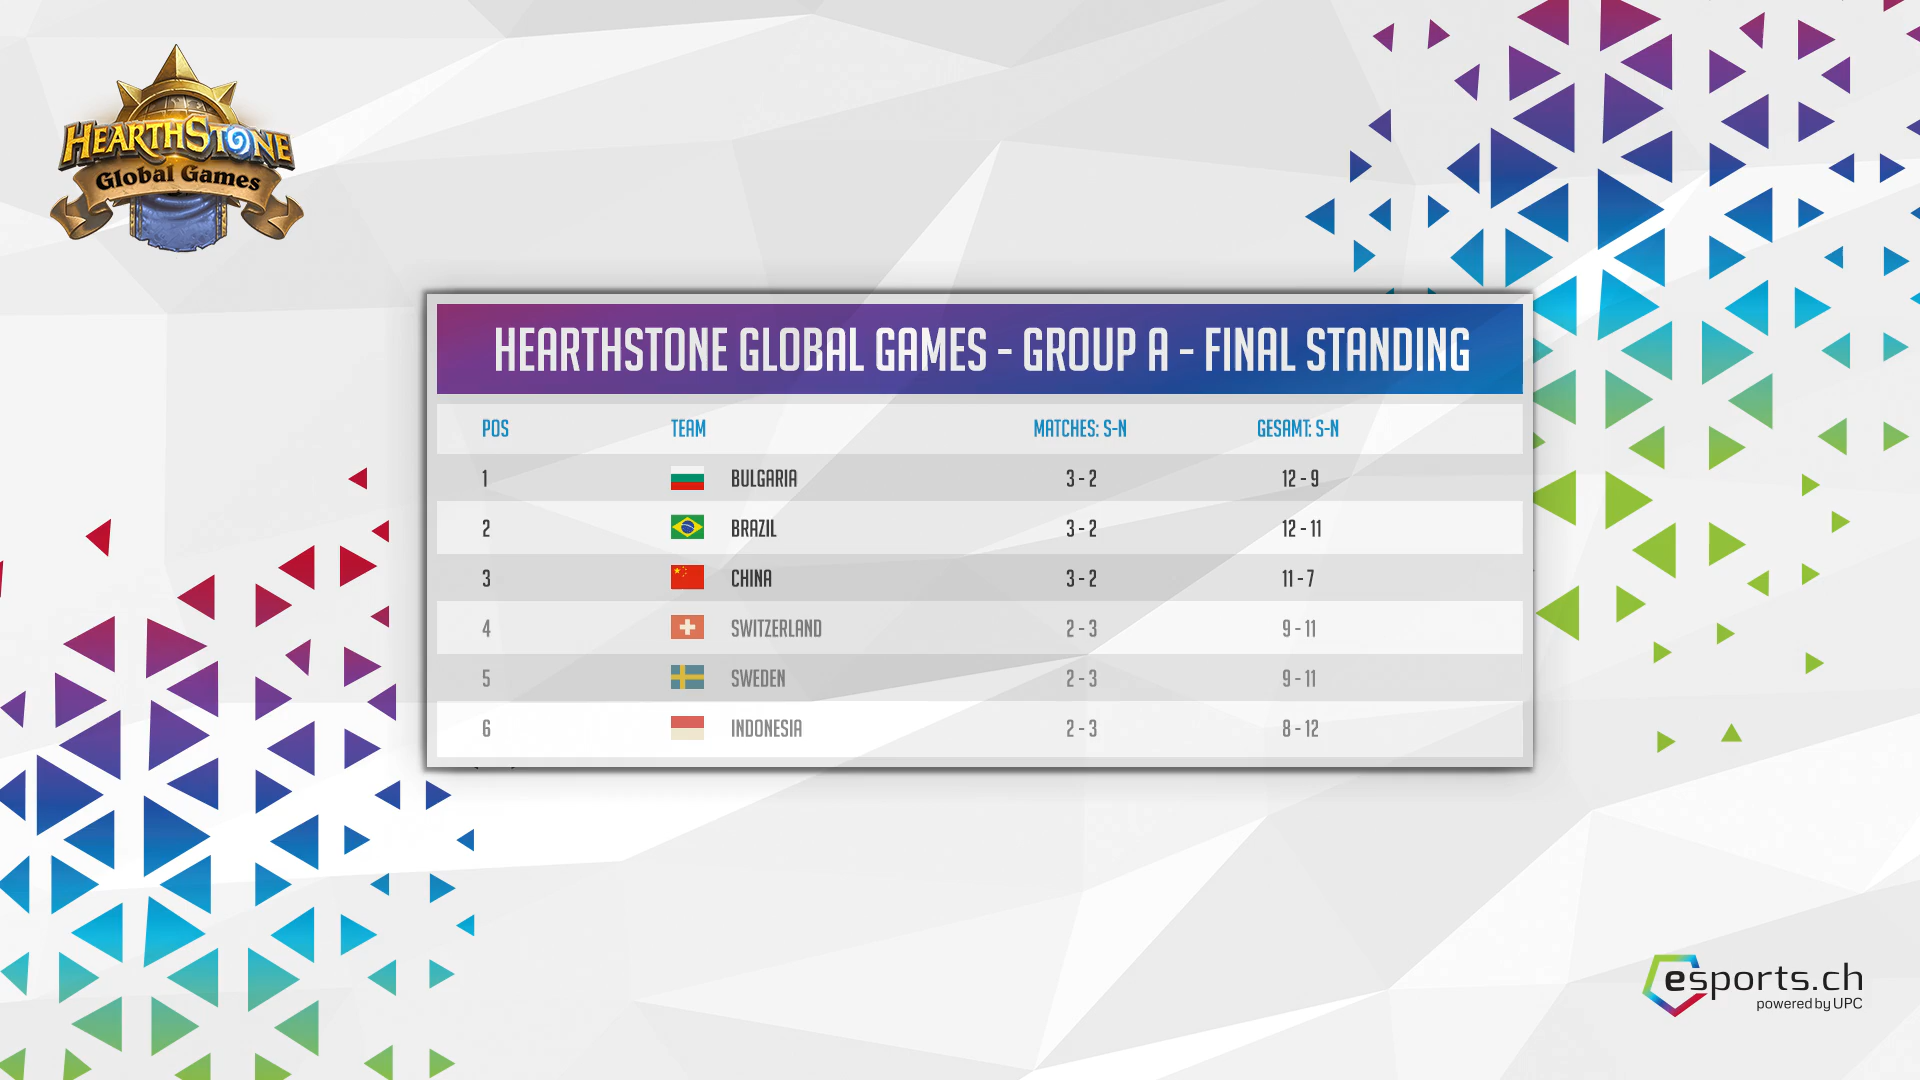 HEARTHSTONE
Global Games
HEARTHSTONE GLOBAL GAMES - GROUP A - FINAL STANDING
POS TEAM MATCHES: S-N GESAMT: S-N
1 BULGARIA 3 - 2 12 - 9
2 BRAZIL 3 - 2 12 - 11
3 CHINA 3 - 2 11 - 7
4 SWITZERLAND 2 - 3 9 - 11
5 SWEDEN 2 - 3 9 - 11
6 INDONESIA 2 - 3 8 - 12
esports.ch
powered by UPC